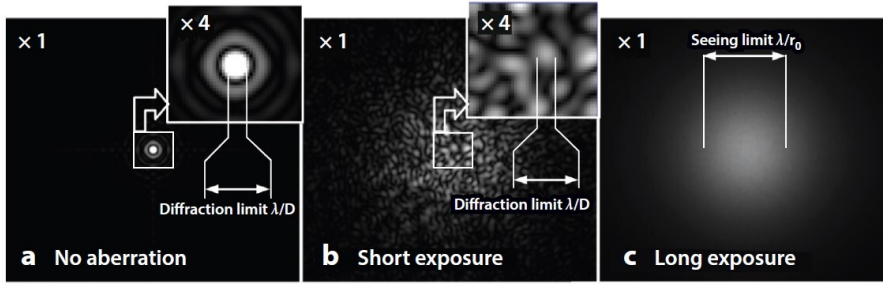 × 1
× 4
Diffraction limit λ/D
a No aberration
× 1
× 4
Diffraction limit λ/D
b Short exposure
× 1
Seeing limit λ/r₀
c Long exposure